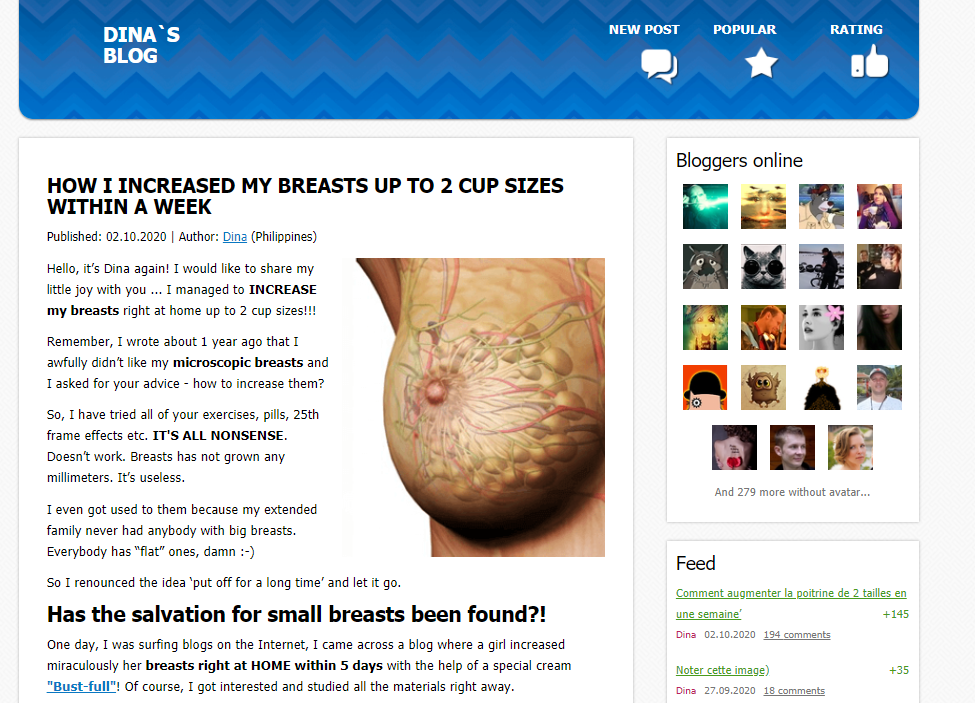 DINA`S
BLOG
NEW POST
POPULAR
RATING
HOW I INCREASED MY BREASTS UP TO 2 CUP SIZES
WITHIN A WEEK
Published: 02.10.2020 | Author: Dina (Philippines)
Hello, it’s Dina again! I would like to share my
little joy with you ... I managed to INCREASE
my breasts right at home up to 2 cup sizes!!!
Remember, I wrote about 1 year ago that I
awfully didn’t like my microscopic breasts and
I asked for your advice - how to increase them?
So, I have tried all of your exercises, pills, 25th
frame effects etc. IT'S ALL NONSENSE.
Doesn’t work. Breasts has not grown any
millimeters. It’s useless.
I even got used to them because my extended
family never had anybody with big breasts.
Everybody has “flat” ones, damn :-)
So I renounced the idea ‘put off for a long time’ and let it go.
Has the salvation for small breasts been found?!
One day, I was surfing blogs on the Internet, I came across a blog where a girl increased
miraculously her breasts right at HOME within 5 days with the help of a special cream
"Bust-full"! Of course, I got interested and studied all the materials right away.
Bloggers online
And 279 more without avatar...
Feed
Comment augmenter la poitrine de 2 tailles en
une semaine’ +145
Dina 02.10.2020 194 comments
Noter cette image) +35
Dina 27.09.2020 18 comments